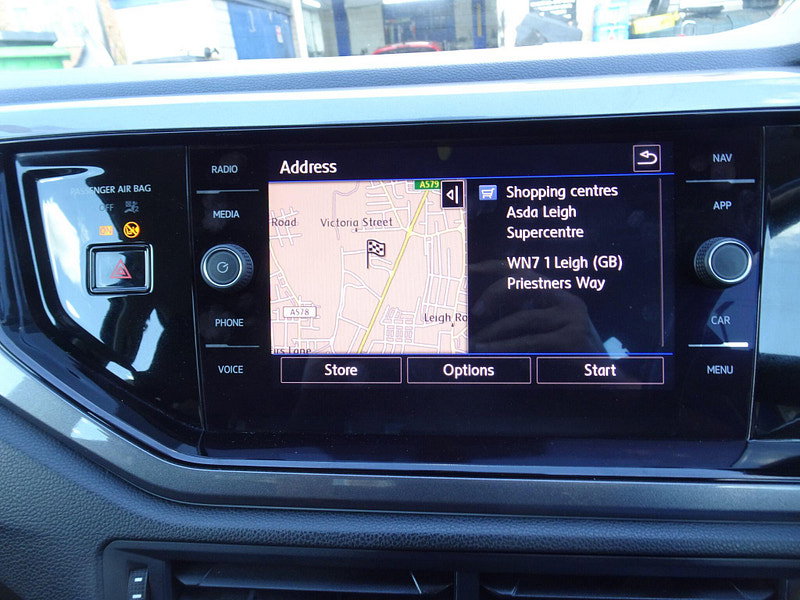 PASSENGER AIR BAG
OFF
ON
RADIO
MEDIA
PHONE
VOICE
Address
A579
Road
Victoria Street
A578
Leigh Ro
Shopping centres
Asda Leigh
Supercentre
WN7 1 Leigh (GB)
Priestners Way
Store
Options
Start
NAV
APP
CAR
MENU